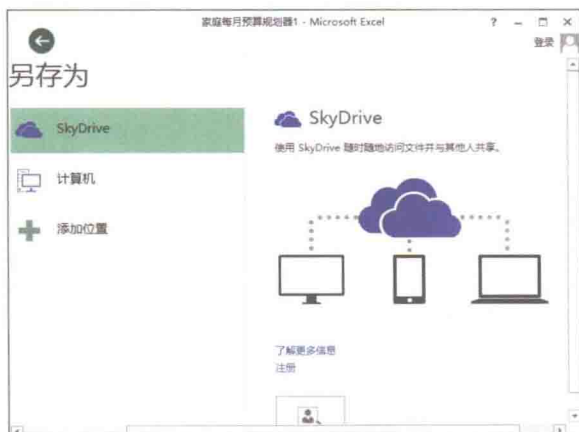 家庭每月预算规划器1 - Microsoft Excel
?
登录
另存为
SkyDrive
计算机
添加位置
SkyDrive
使用 SkyDrive 随时随地访问文件并与其他人共享。
了解更多信息
注册